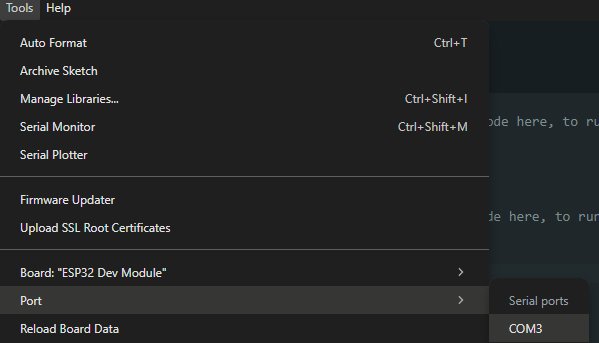 Tools Help
Auto Format Ctrl+T
Archive Sketch
Manage Libraries... Ctrl+Shift+I
Serial Monitor Ctrl+Shift+M
ode here, to ru
Serial Plotter
Firmware Updater
de here, to run
Upload SSL Root Certificates
Board: "ESP32 Dev Module"
Port
Serial ports
Reload Board Data
COM3